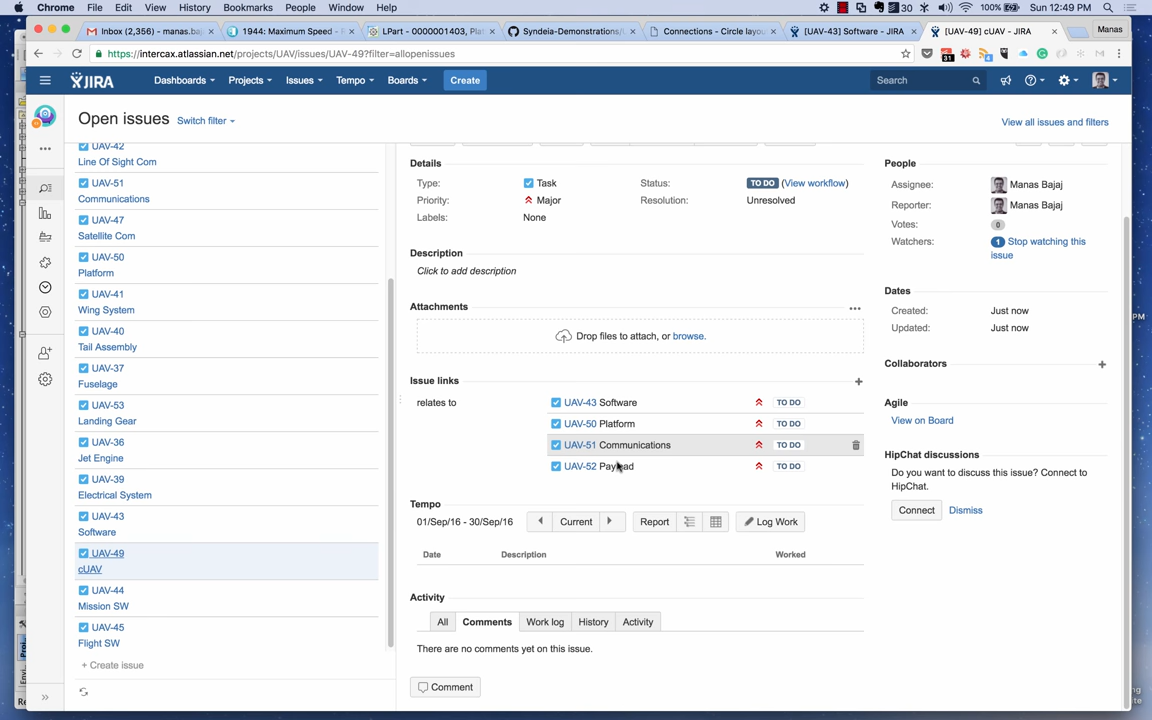 Chrome File Edit View History Bookmarks People Window Help 30 100% Sun 12:49 PM
Inbox (2,356) - manas.baj 1944: Maximum Speed - R LPart - 0000001403, Plat Syndeia-Demonstrations/ Connections - Circle layou [UAV-43] Software - JIRA [UAV-49] cUAV - JIRA Manas
https://intercax.atlassian.net/projects/UAV/issues/UAV-49?filter=allopenissues
31
JIRA Dashboards Projects Issues Tempo Boards Create Search
Open issues Switch filter View all issues and filters
UAV-42
Line Of Sight Com
UAV-51
Communications
UAV-47
Satellite Com
UAV-50
Platform
UAV-41
Wing System
UAV-40
Tail Assembly
UAV-37
Fuselage
UAV-53
Landing Gear
UAV-36
Jet Engine
UAV-39
Electrical System
UAV-43
Software
UAV-49
cUAV
UAV-44
Mission SW
UAV-45
Flight SW
+ Create issue
Details
Type: Task Status: TO DO (View workflow)
Priority: Major Resolution: Unresolved
Labels: None
Description
Click to add description
Attachments
Drop files to attach, or browse.
Issue links
relates to UAV-43 Software TO DO
UAV-50 Platform TO DO
UAV-51 Communications TO DO
UAV-52 Payload TO DO
Tempo
01/Sep/16 - 30/Sep/16 Current Report Log Work
Date Description Worked
Activity
All Comments Work log History Activity
There are no comments yet on this issue.
Comment
People
Assignee: Manas Bajaj
Reporter: Manas Bajaj
Votes: 0
Watchers: 1 Stop watching this
issue
Dates
Created: Just now
Updated: Just now
Collaborators
Agile
View on Board
HipChat discussions
Do you want to discuss this issue? Connect to
HipChat.
Connect Dismiss
PM